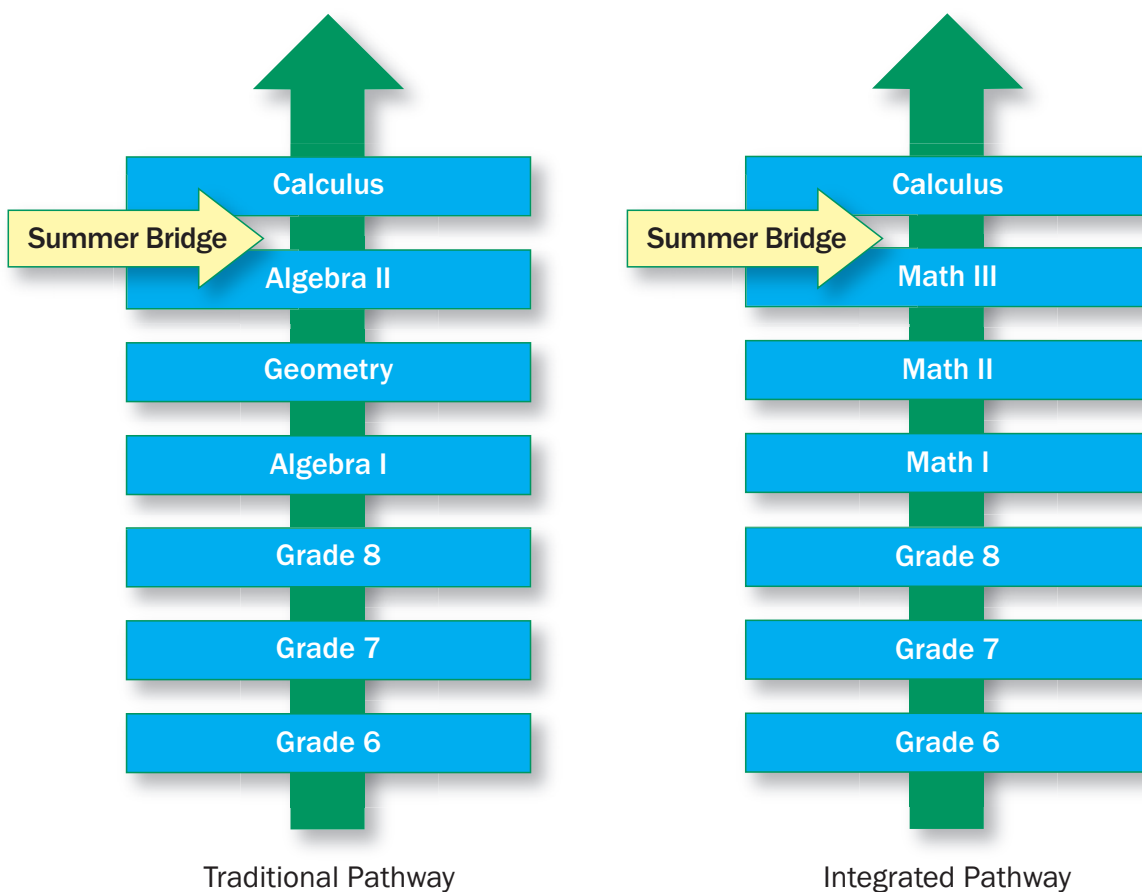 Calculus
Summer Bridge
Algebra II
Geometry
Algebra I
Grade 8
Grade 7
Grade 6
Traditional Pathway
Calculus
Summer Bridge
Math III
Math II
Math I
Grade 8
Grade 7
Grade 6
Integrated Pathway